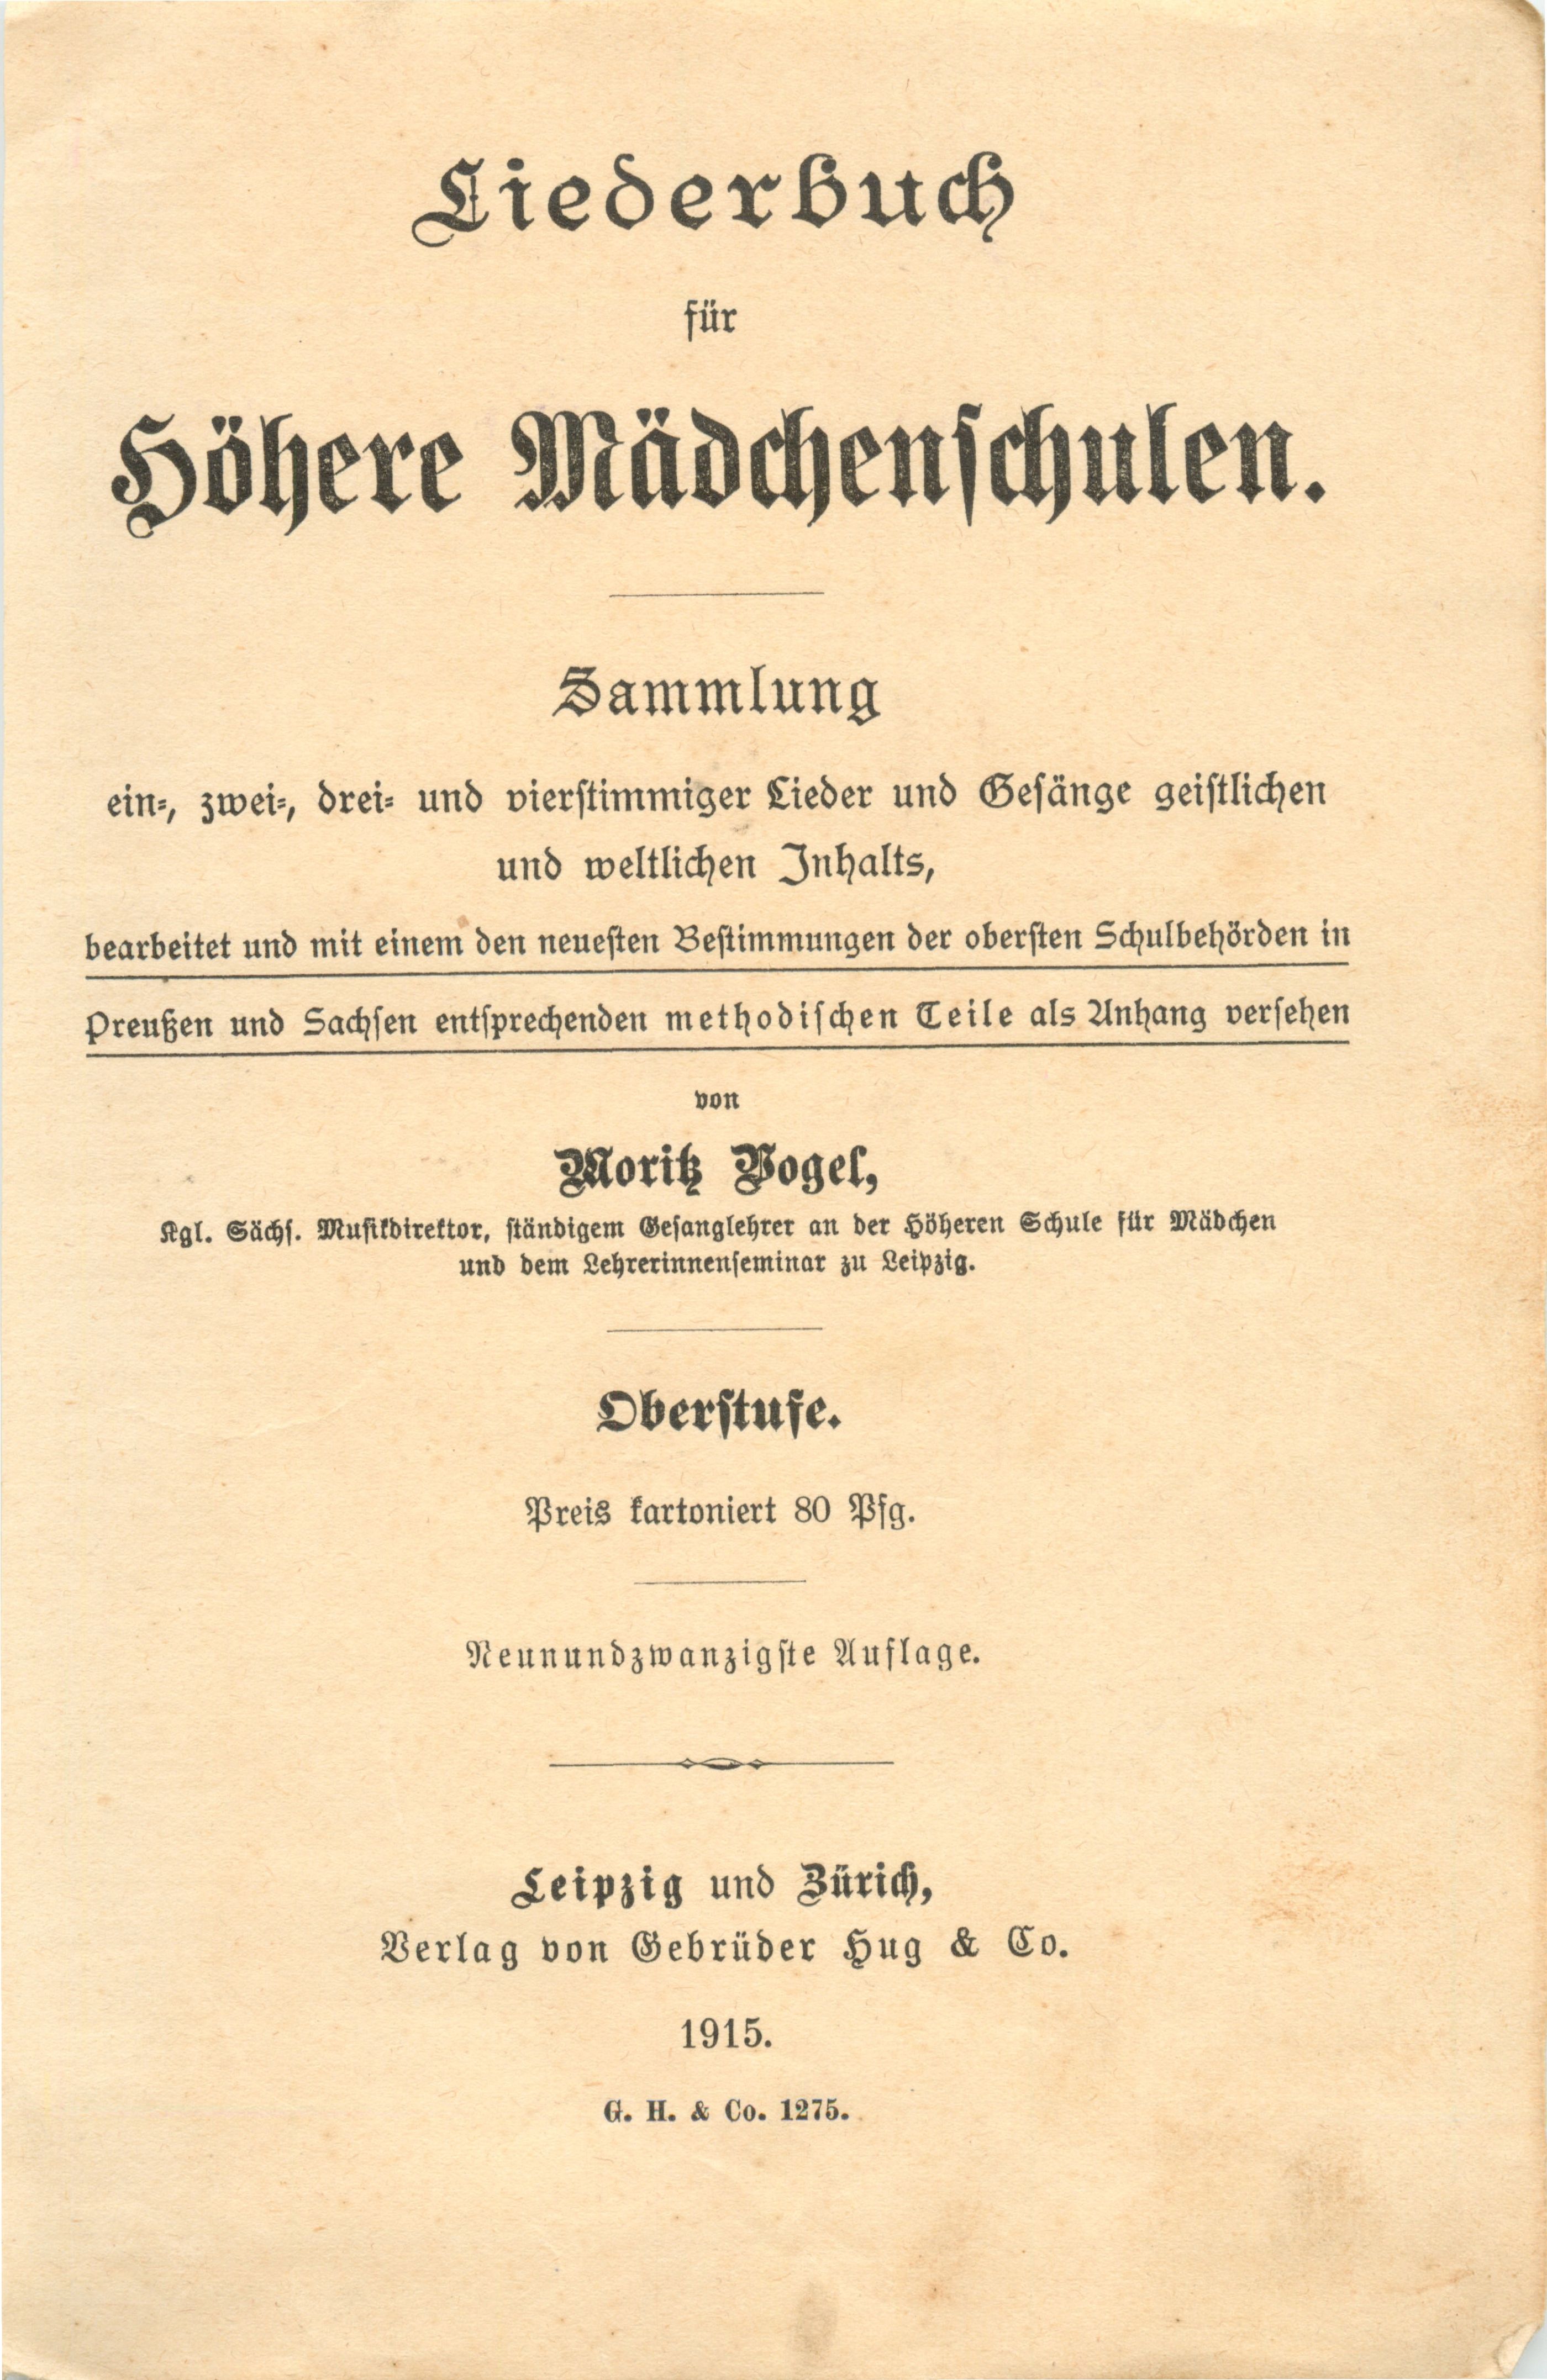 Liederbuch
für
Höhere Mädchenschulen.
Sammlung
ein-, zwei-, drei- und vierstimmiger Lieder und Gesänge geistlichen
und weltlichen Inhalts,
bearbeitet und mit einem den neuesten Bestimmungen der obersten Schulbehörden in
Preußen und Sachsen entsprechenden methodischen Teile als Anhang versehen
von
Moritz Vogel,
Kgl. Sächs. Musikdirektor, ständigem Gesanglehrer an der Höheren Schule für Mädchen
und dem Lehrerinnenseminar zu Leipzig.
Oberstufe.
Preis kartoniert 80 Pfg.
Neunundzwanzigste Auflage.
Leipzig und Zürich,
Verlag von Gebrüder Hug & Co.
1915.
G. H. & Co. 1275.